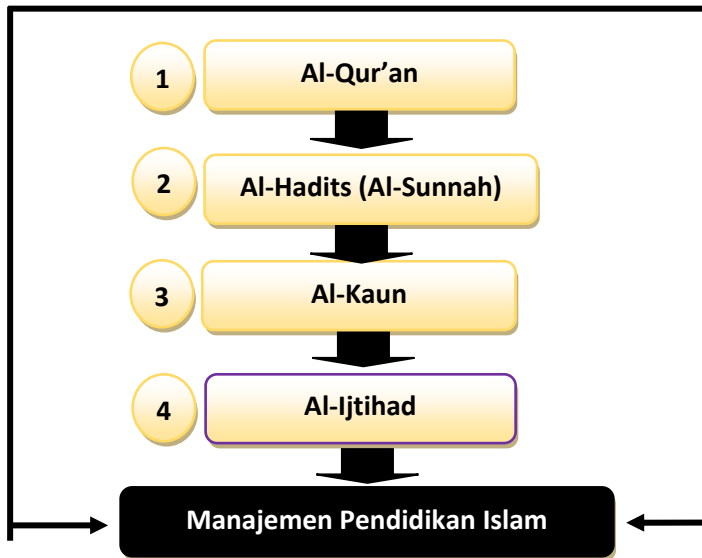 1
Al-Qur’an
2
Al-Hadits (Al-Sunnah)
3
Al-Kaun
4
Al-Ijtihad
Manajemen Pendidikan Islam